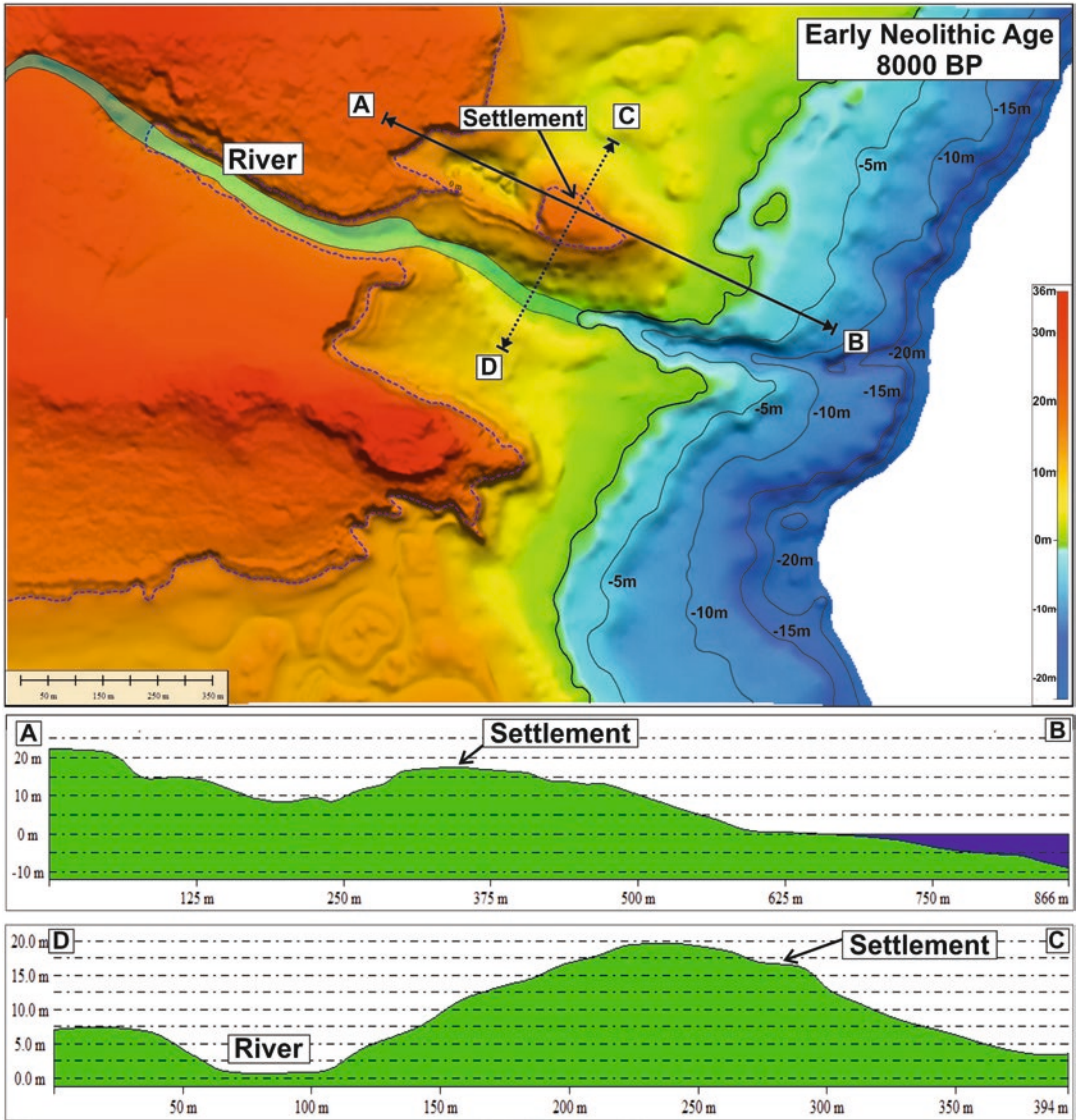 Early Neolithic Age
8000 BP
A
Settlement
C
River
-15m
-10m
-5m
B
D
-20m
-15m
-10m
-5m
-5m
-10m
-20m
-15m
36m
30m
20m
10m
0m
-10m
-20m
50 m 150 m 250 m 350 m
A Settlement B
20 m
10 m
0 m
-10 m
125 m 250 m 375 m 500 m 625 m 750 m 866 m
D Settlement C
20.0 m
15.0 m
10.0 m
5.0 m
0.0 m
River
50 m 100 m 150 m 200 m 250 m 300 m 350 m 394 m